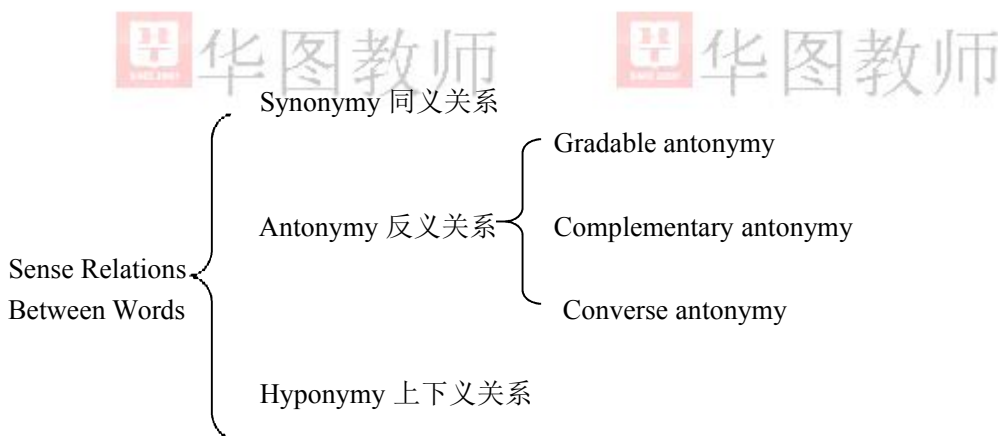 华图教师 华图教师
Synonymy 同义关系
Gradable antonymy
Antonymy 反义关系
Complementary antonymy
Sense Relations
Between Words
Converse antonymy
Hyponymy 上下义关系